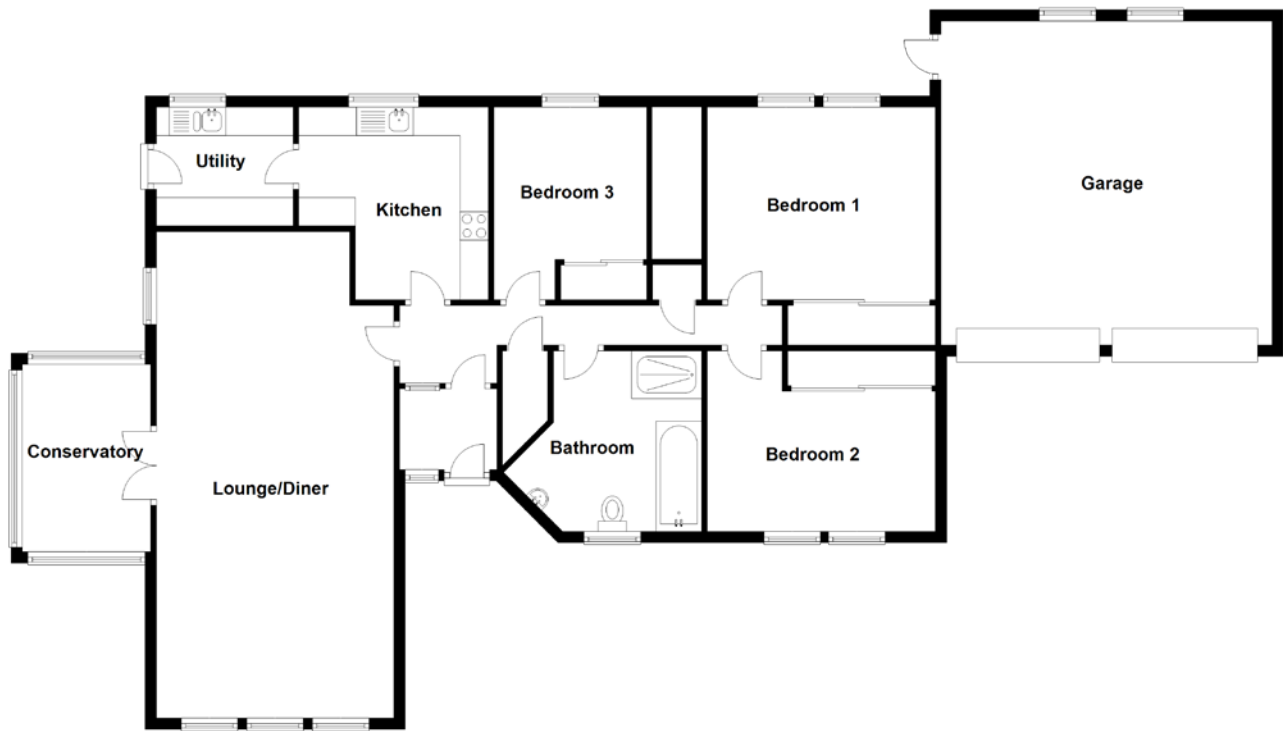 Utility
Kitchen
Bedroom 3
Bedroom 1
Garage
Conservatory
Lounge/Diner
Bathroom
Bedroom 2